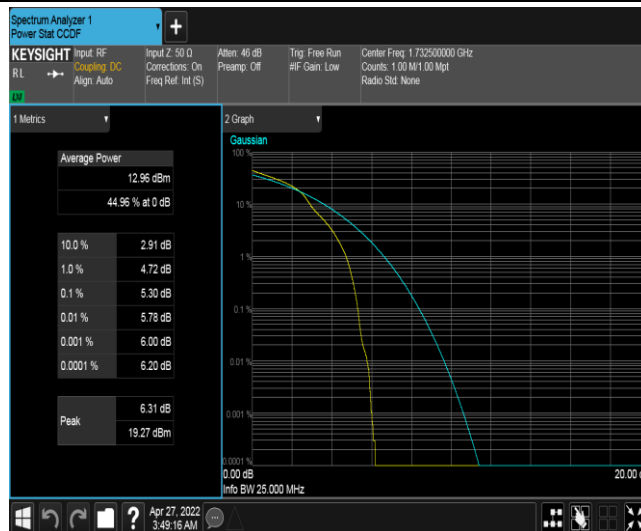 Spectrum Analyzer 1
Power Stat CCDF
+
KEYSIGHT
RL
LXI
Input: RF
Coupling: DC
Align: Auto
Input Z: 50 Ω
Corrections: On
Freq Ref: Int (S)
Atten: 46 dB
Preamp: Off
Trig: Free Run
#IF Gain: Low
Center Freq: 1.732500000 GHz
Counts: 1.00 M/1.00 Mpt
Radio Std: None
1 Metrics
Average Power
12.96 dBm
44.96 % at 0 dB
10.0 % 2.91 dB
1.0 % 4.72 dB
0.1 % 5.30 dB
0.01 % 5.78 dB
0.001 % 6.00 dB
0.0001 % 6.20 dB
Peak
6.31 dB
19.27 dBm
2 Graph
Gaussian
100 %
10 %
1 %
0.1 %
0.01 %
0.001 %
0.0001 %
0.00 dB
20.00
Info BW 25.000 MHz
?
Apr 27, 2022
3:49:16 AM